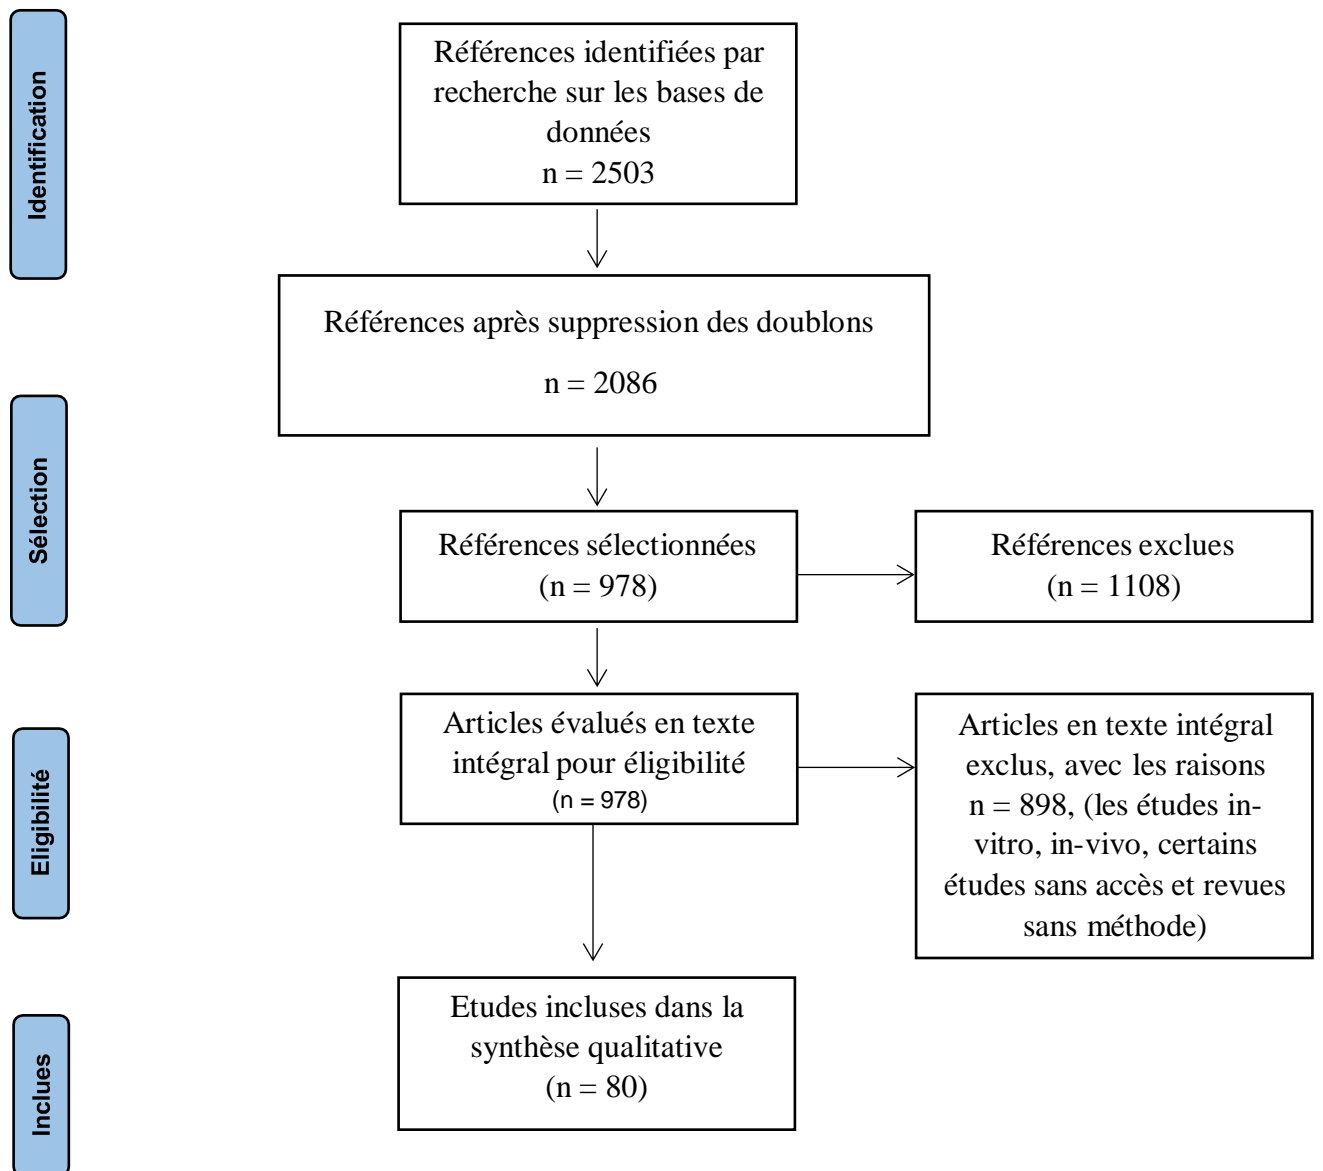 Identification
Références identifiées par
recherche sur les bases de
données
n = 2503
Références après suppression des doublons
n = 2086
Sélection
Références sélectionnées
(n = 978)
Références exclues
(n = 1108)
Eligibilité
Articles évalués en texte
intégral pour éligibilité
(n = 978)
Articles en texte intégral
exclus, avec les raisons
n = 898, (les études in-
vitro, in-vivo, certains
études sans accès et revues
sans méthode)
Inclues
Etudes incluses dans la
synthèse qualitative
(n = 80)